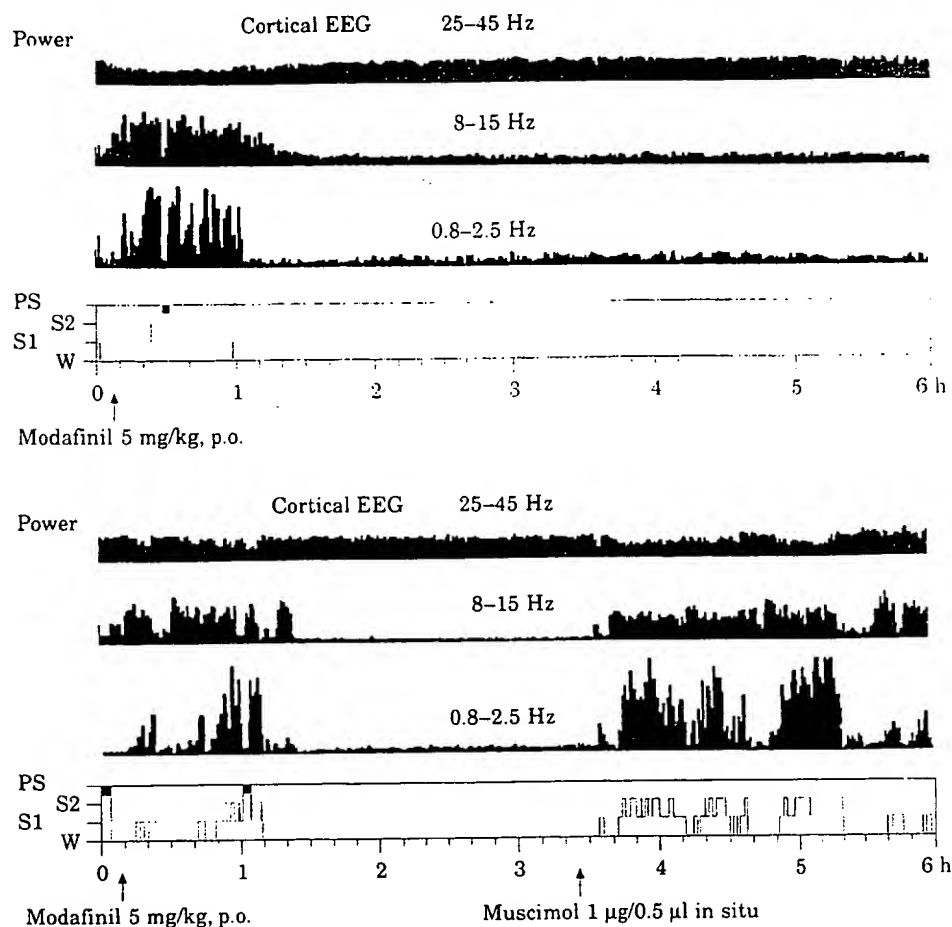 Power Cortical EEG 25–45 Hz
8–15 Hz
0.8–2.5 Hz
PS
S2
S1
W
0 1 2 3 4 5 6 h
Modafinil 5 mg/kg, p.o.
Cortical EEG 25–45 Hz
Power
8–15 Hz
0.8–2.5 Hz
PS
S2
S1
W
0 1 2 3 4 5 6 h
Modafinil 5 mg/kg, p.o. Muscimol 1 µg/0.5 µl in situ